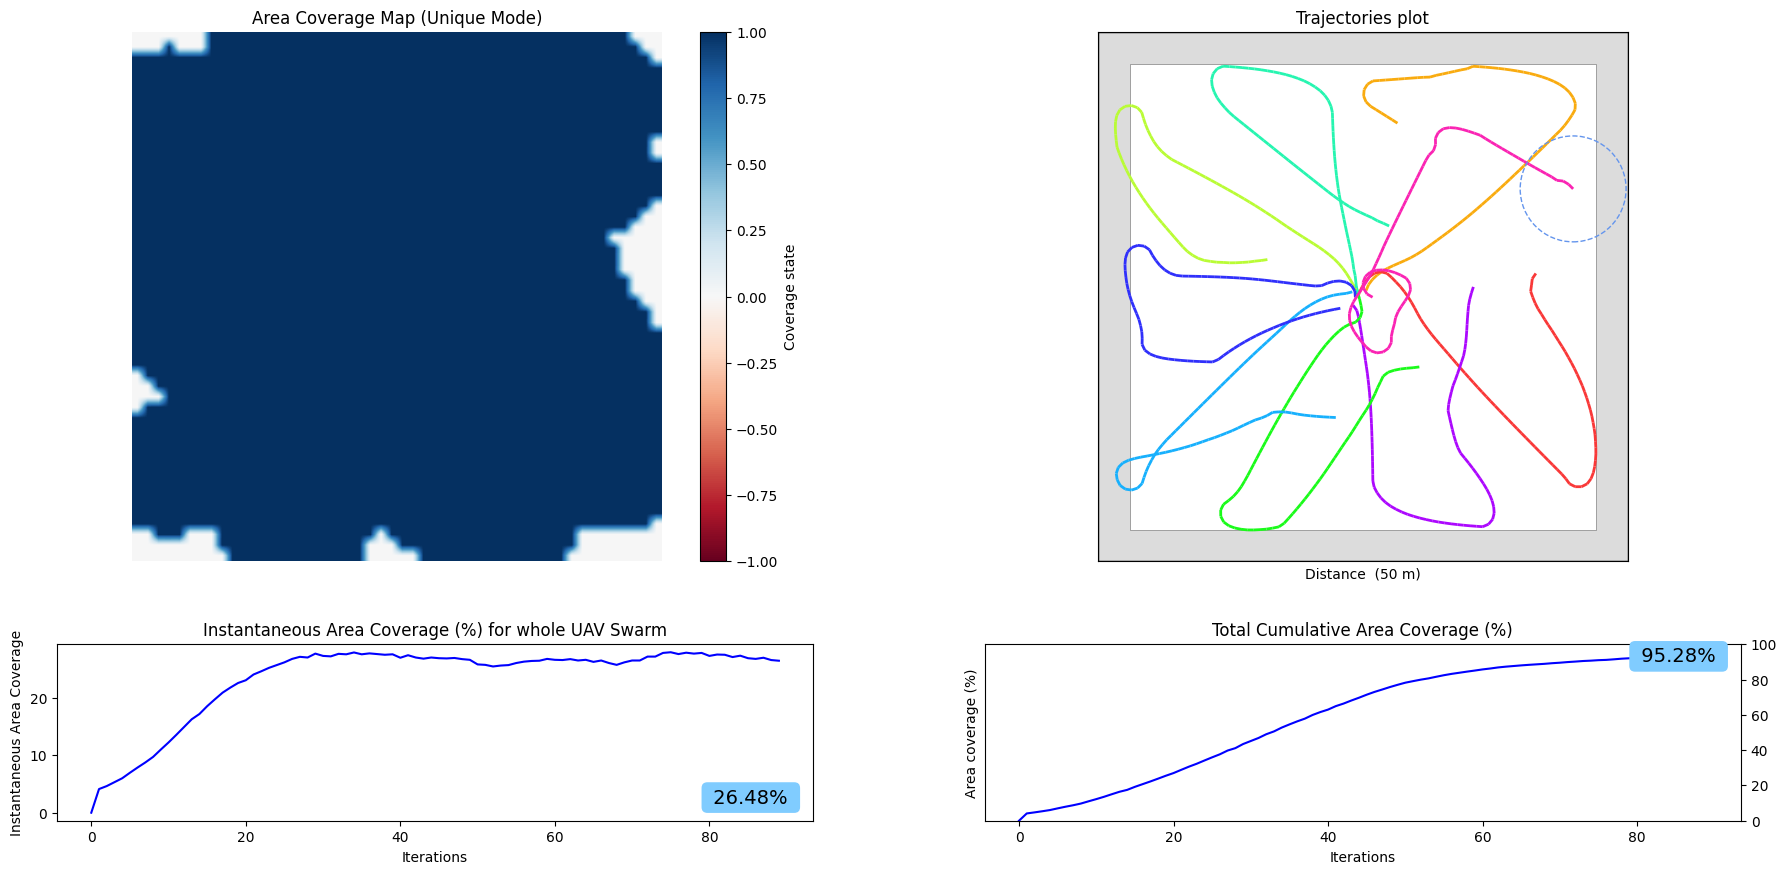 Area Coverage Map (Unique Mode)
1.00
0.75
0.50
0.25
0.00
−0.25
−0.50
−0.75
−1.00
Coverage state
Trajectories plot
Distance  (50 m)
Instantaneous Area Coverage (%) for whole UAV Swarm
Instantaneous Area Coverage
20
10
0
26.48%
0 20 40 60 80
Iterations
Total Cumulative Area Coverage (%)
Area coverage (%)
95.28%
100
80
60
40
20
0
0 20 40 60 80
Iterations